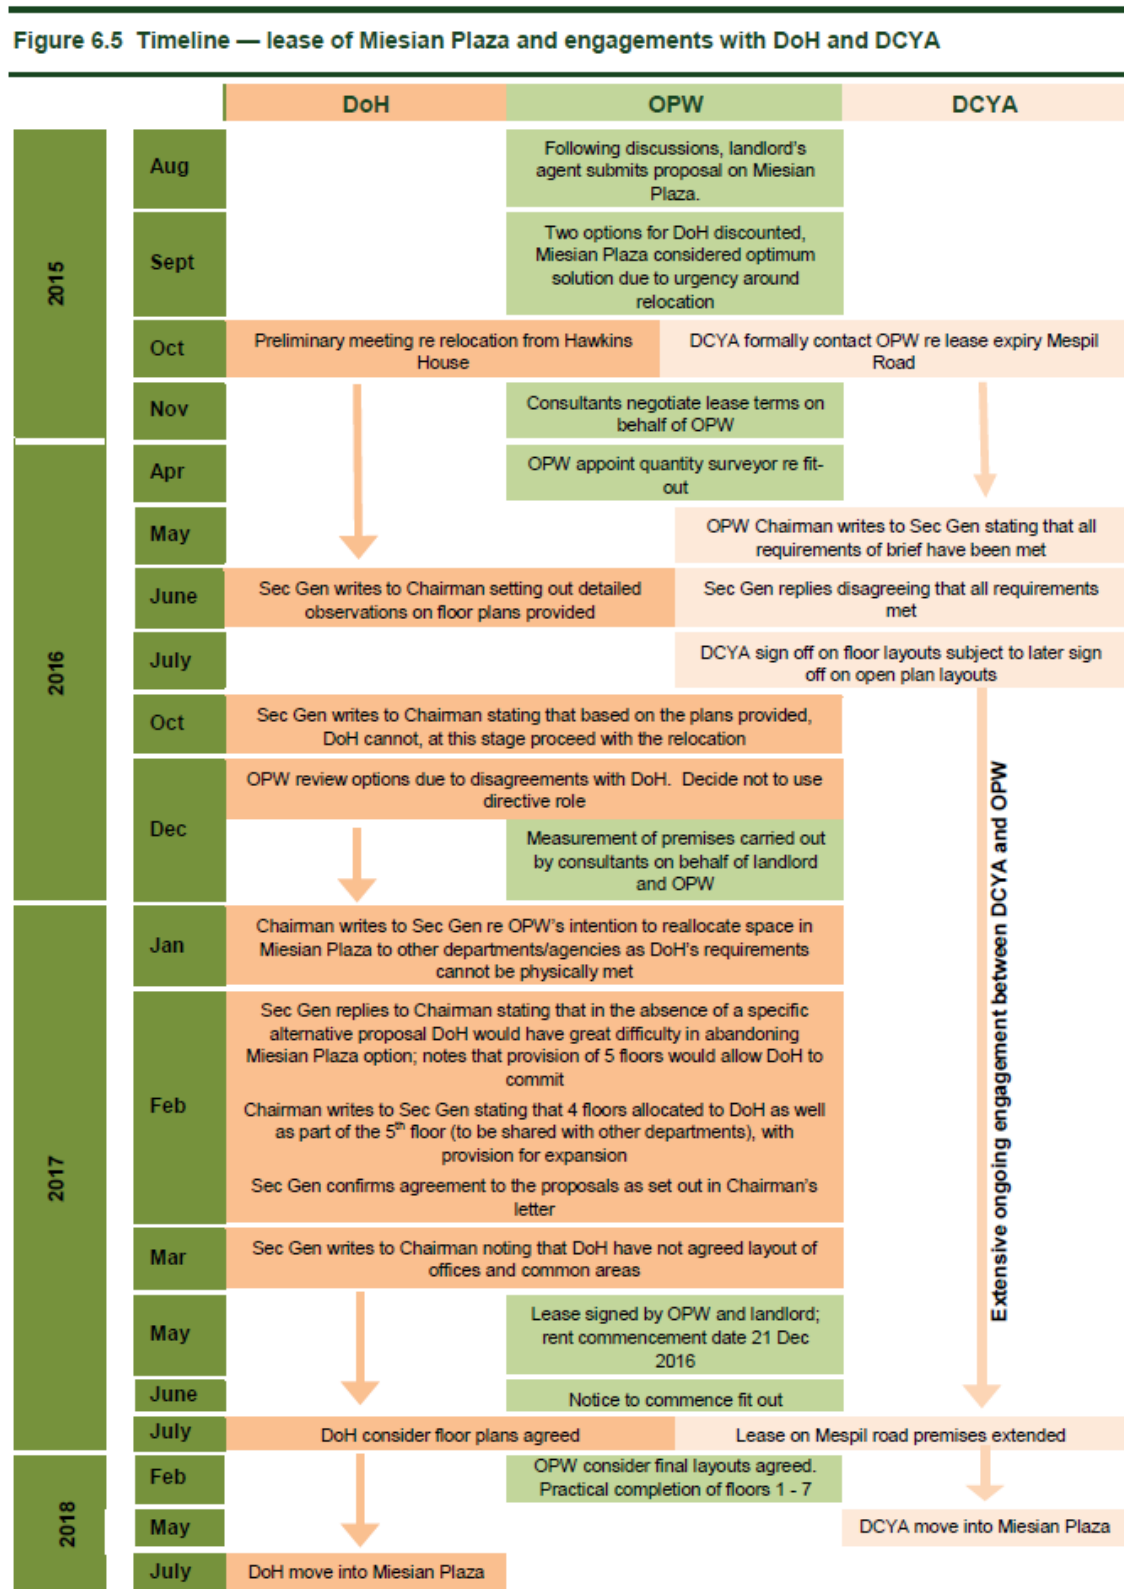 Figure 6.5 Timeline — lease of Miesian Plaza and engagements with DoH and DCYA
DoH
OPW
DCYA
2015
Aug
Following discussions, landlord's
agent submits proposal on Miesian
Plaza.
Sept
Two options for DoH discounted,
Miesian Plaza considered optimum
solution due to urgency around
relocation
Oct
Preliminary meeting re relocation from Hawkins
House
DCYA formally contact OPW re lease expiry Mespil
Road
Nov
Consultants negotiate lease terms on
behalf of OPW
2016
Apr
OPW appoint quantity surveyor re fit-
out
May
OPW Chairman writes to Sec Gen stating that all
requirements of brief have been met
June
Sec Gen writes to Chairman setting out detailed
observations on floor plans provided
Sec Gen replies disagreeing that all requirements
met
July
DCYA sign off on floor layouts subject to later sign
off on open plan layouts
Oct
Sec Gen writes to Chairman stating that based on the plans provided,
DoH cannot, at this stage proceed with the relocation
Dec
OPW review options due to disagreements with DoH. Decide not to use
directive role
Measurement of premises carried out
by consultants on behalf of landlord
and OPW
Extensive ongoing engagement between DCYA and OPW
2017
Jan
Chairman writes to Sec Gen re OPW's intention to reallocate space in
Miesian Plaza to other departments/agencies as DoH's requirements
cannot be physically met
Feb
Sec Gen replies to Chairman stating that in the absence of a specific
alternative proposal DoH would have great difficulty in abandoning
Miesian Plaza option; notes that provision of 5 floors would allow DoH to
commit
Chairman writes to Sec Gen stating that 4 floors allocated to DoH as well
as part of the 5th floor (to be shared with other departments), with
provision for expansion
Sec Gen confirms agreement to the proposals as set out in Chairman's
letter
Mar
Sec Gen writes to Chairman noting that DoH have not agreed layout of
offices and common areas
May
Lease signed by OPW and landlord;
rent commencement date 21 Dec
2016
June
Notice to commence fit out
July
DoH consider floor plans agreed
Lease on Mespil road premises extended
2018
Feb
OPW consider final layouts agreed.
Practical completion of floors 1 - 7
May
DCYA move into Miesian Plaza
July
DoH move into Miesian Plaza